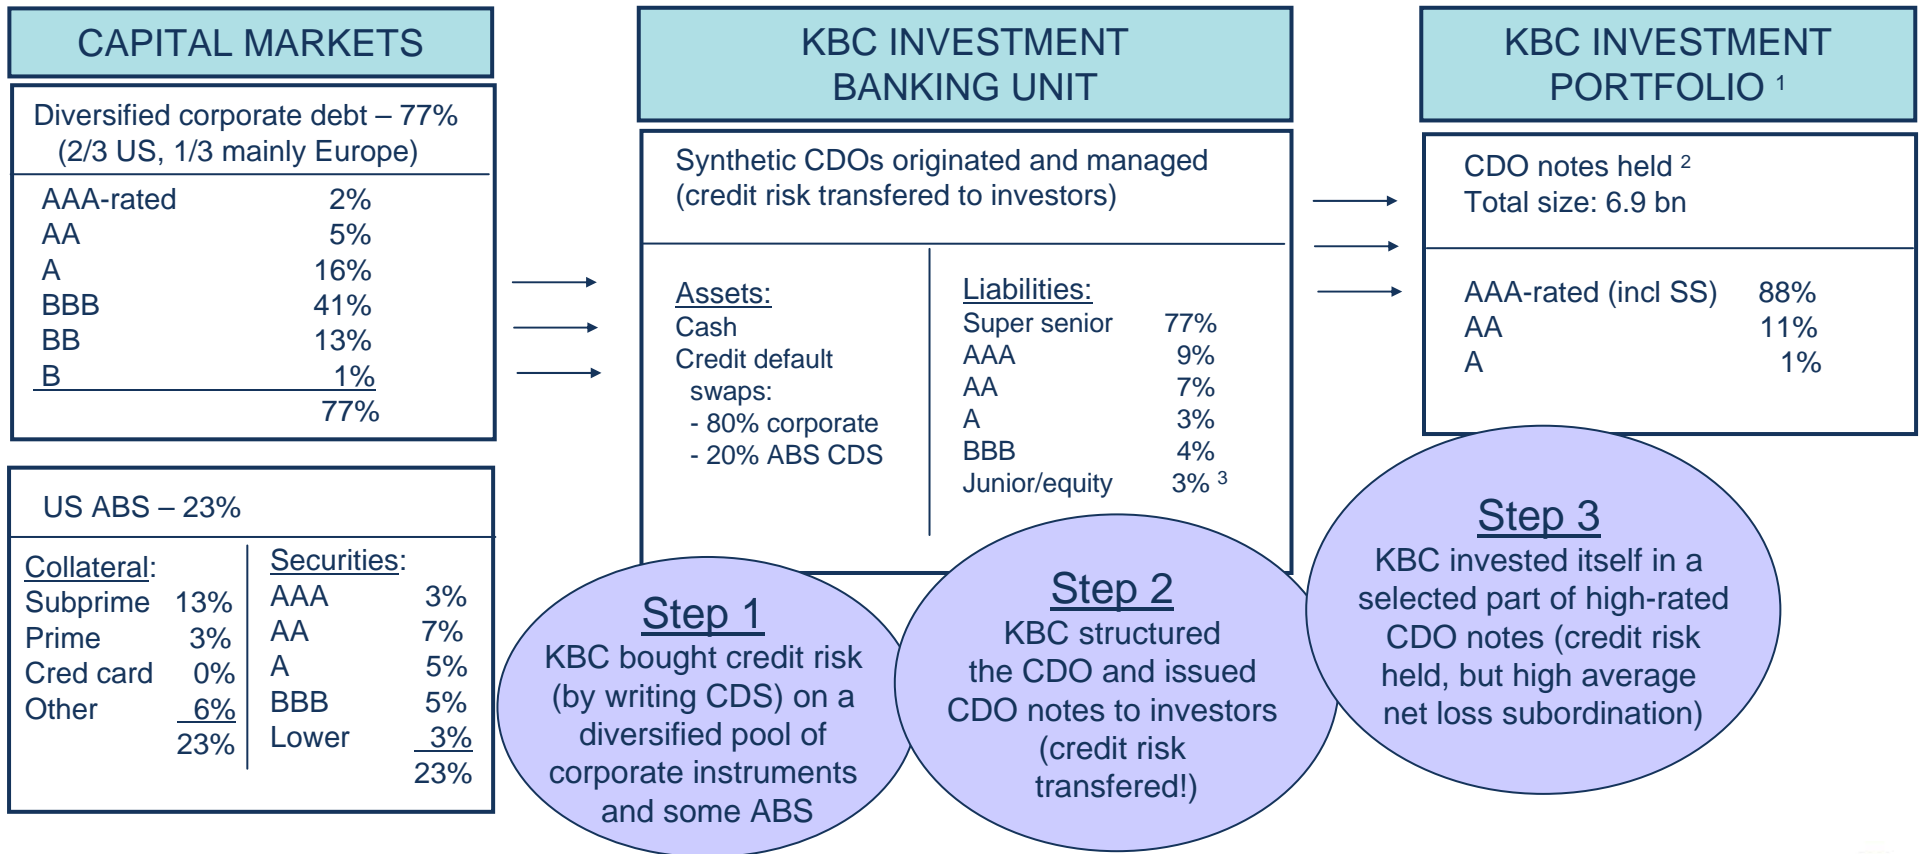 CAPITAL MARKETS
Diversified corporate debt – 77%
(2/3 US, 1/3 mainly Europe)
AAA-rated 2%
AA 5%
A 16%
BBB 41%
BB 13%
B 1%
77%
US ABS – 23%
Collateral:
Subprime 13%
Prime 3%
Cred card 0%
Other 6%
23%
Securities:
AAA 3%
AA 7%
A 5%
BBB 5%
Lower 3%
23%
KBC INVESTMENT
BANKING UNIT
Synthetic CDOs originated and managed
(credit risk transfered to investors)
Assets:
Cash
Credit default
swaps:
- 80% corporate
- 20% ABS CDS
Liabilities:
Super senior 77%
AAA 9%
AA 7%
A 3%
BBB 4%
Junior/equity 3% 3
KBC INVESTMENT
PORTFOLIO 1
CDO notes held 2
Total size: 6.9 bn
AAA-rated (incl SS) 88%
AA 11%
A 1%
Step 1
KBC bought credit risk
(by writing CDS) on a
diversified pool of
corporate instruments
and some ABS
Step 2
KBC structured
the CDO and issued
CDO notes to investors
(credit risk
transfered!)
Step 3
KBC invested itself in a
selected part of high-rated
CDO notes (credit risk
held, but high average
net loss subordination)